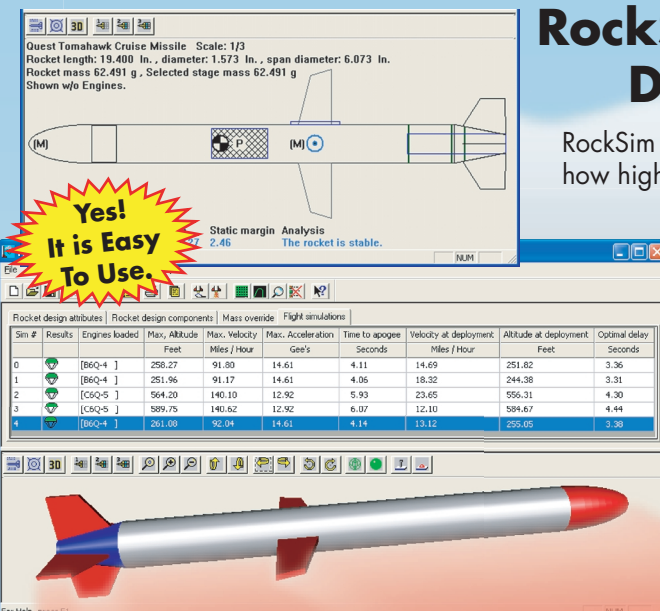 RockS
D
RockSim
how high
3D
Quest Tomahawk Cruise Missile Scale: 1/3
Rocket length: 19.400 In. , diameter: 1.573 In. , span diameter: 6.073 In.
Rocket mass 62.491 g , Selected stage mass 62.491 g
Shown w/o Engines.
(M) P (M)
Static margin Analysis
27 2.46 The rocket is stable.
NUM
Yes!
It is Easy
To Use.
File
Rocket design attributes Rocket design components Mass override Flight simulations
Sim # Results Engines loaded Max. Altitude Max. Velocity Max. Acceleration Time to apogee Velocity at deployment Altitude at deployment Optimal delay
Feet Miles / Hour Gee's Seconds Miles / Hour Feet Seconds
0 [B6Q-4 ] 258.27 91.80 14.61 4.11 14.69 251.82 3.36
1 [B6Q-4 ] 251.96 91.17 14.61 4.06 18.32 244.38 3.31
2 [C6Q-5 ] 564.20 140.10 12.92 5.93 23.65 556.31 4.30
3 [C6Q-5 ] 589.75 140.62 12.92 6.07 12.10 584.67 4.44
4 [B6Q-4 ] 261.08 92.04 14.61 4.14 13.12 255.05 3.38
3D
For Help,